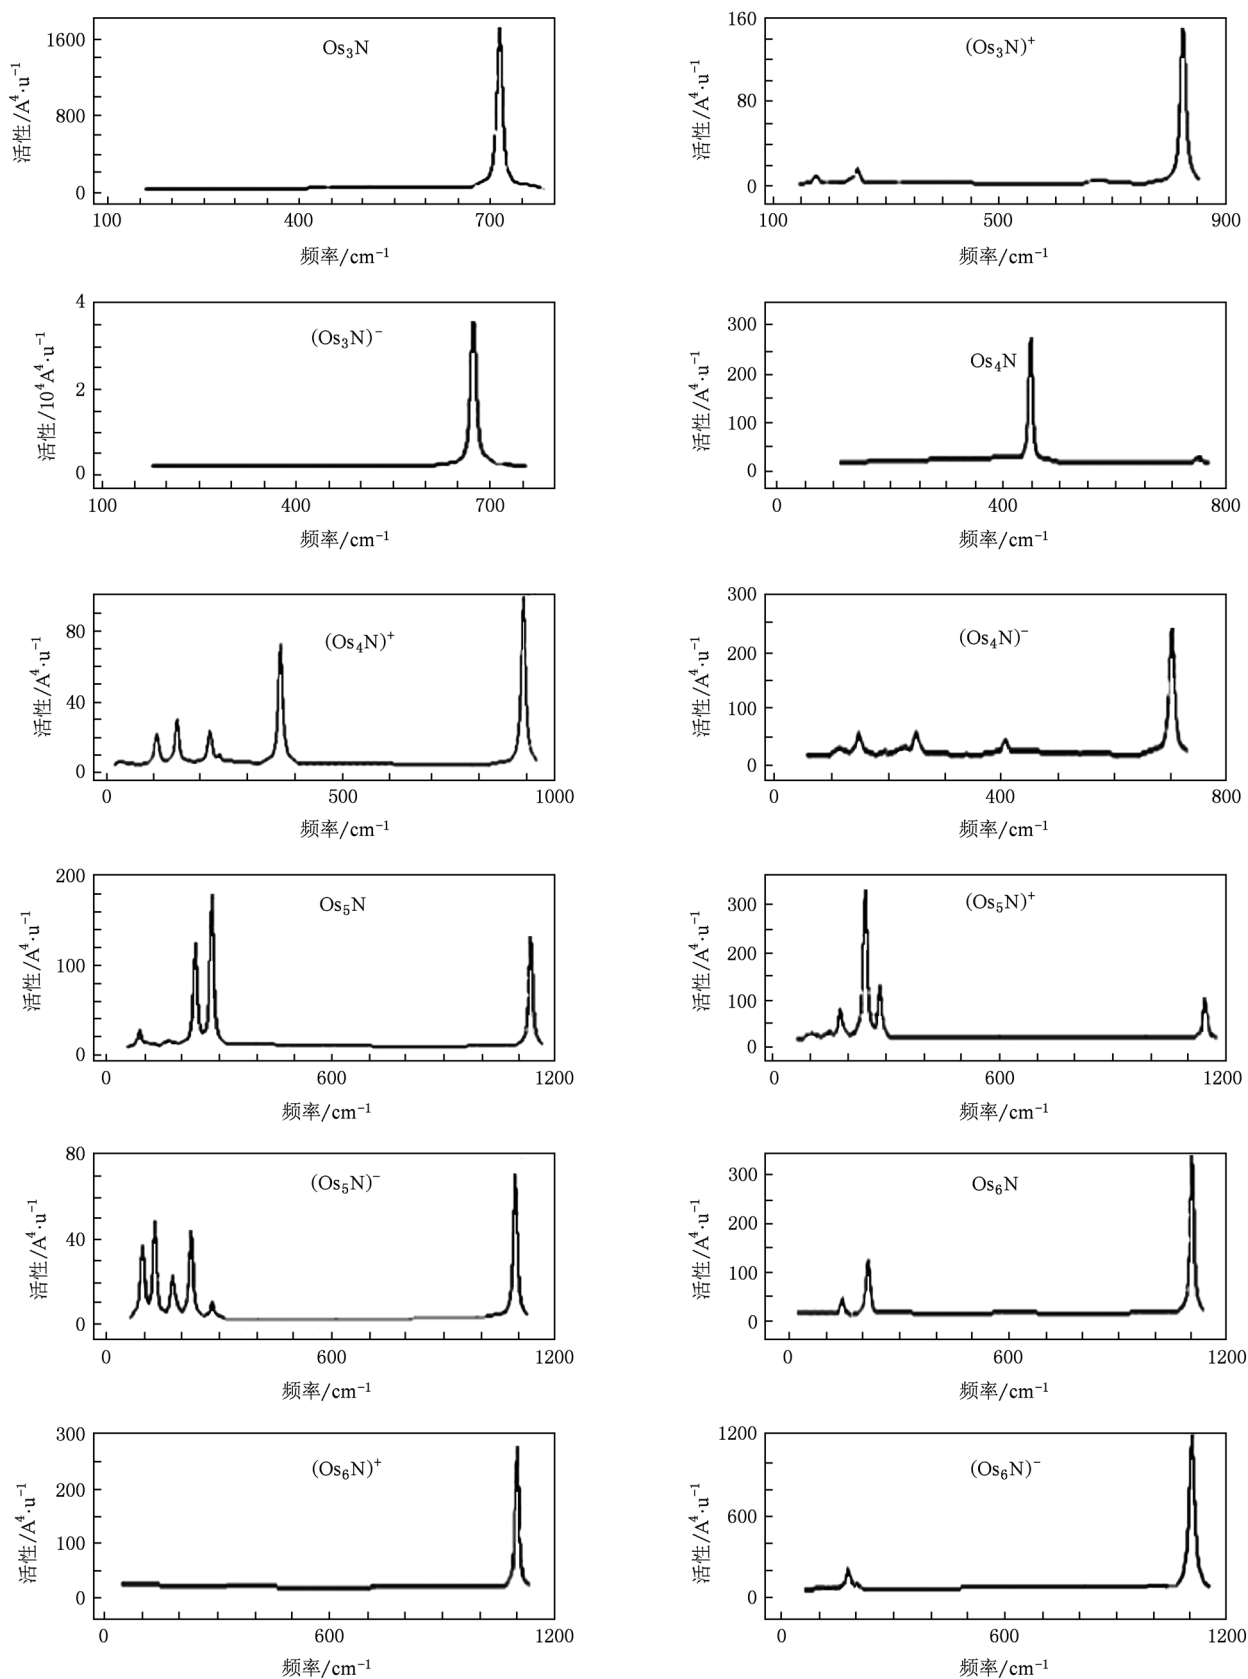 Os₃N
活性/A⁴·u⁻¹
1600
800
0
100 400 700
频率/cm⁻¹
(Os₃N)⁺
活性/A⁴·u⁻¹
160
80
0
100 500 900
频率/cm⁻¹
(Os₃N)⁻
活性/10⁴A⁴·u⁻¹
4
2
0
100 400 700
频率/cm⁻¹
Os₄N
活性/A⁴·u⁻¹
300
200
100
0
0 400 800
频率/cm⁻¹
(Os₄N)⁺
活性/A⁴·u⁻¹
80
40
0
0 500 1000
频率/cm⁻¹
(Os₄N)⁻
活性/A⁴·u⁻¹
300
200
100
0
0 400 800
频率/cm⁻¹
Os₅N
活性/A⁴·u⁻¹
200
100
0
0 600 1200
频率/cm⁻¹
(Os₅N)⁺
活性/A⁴·u⁻¹
300
200
100
0
0 600 1200
频率/cm⁻¹
(Os₅N)⁻
活性/A⁴·u⁻¹
80
40
0
0 600 1200
频率/cm⁻¹
Os₆N
活性/A⁴·u⁻¹
300
200
100
0
0 600 1200
频率/cm⁻¹
(Os₆N)⁺
活性/A⁴·u⁻¹
300
200
100
0
0 600 1200
频率/cm⁻¹
(Os₆N)⁻
活性/A⁴·u⁻¹
1200
600
0
0 600 1200
频率/cm⁻¹